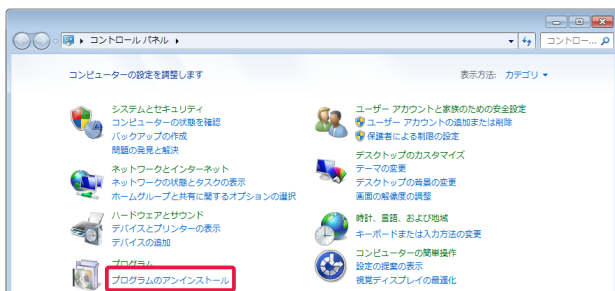 コントロール パネル
コントロー...
コンピューターの設定を調整します
表示方法: カテゴリ
システムとセキュリティ
コンピューターの状態を確認
バックアップの作成
問題の発見と解決
ネットワークとインターネット
ネットワークの状態とタスクの表示
ホームグループと共有に関するオプションの選択
ハードウェアとサウンド
デバイスとプリンターの表示
デバイスの追加
プログラム
プログラムのアンインストール
ユーザー アカウントと家族のための安全設定
ユーザー アカウントの追加または削除
保護者による制限の設定
デスクトップのカスタマイズ
テーマの変更
デスクトップの背景の変更
画面の解像度の調整
時計、言語、および地域
キーボードまたは入力方法の変更
コンピューターの簡単操作
設定の提案の表示
視覚ディスプレイの最適化